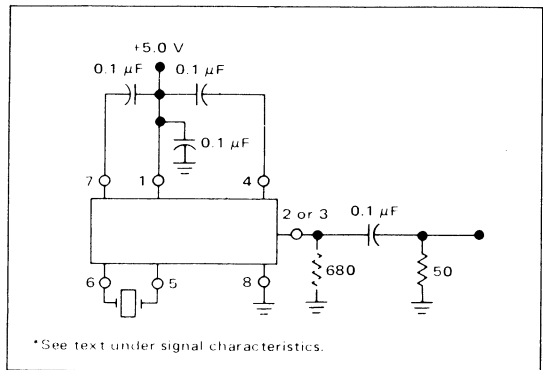 +5.0 V
0.1 μF
0.1 μF
0.1 μF
7
1
4
2 or 3
0.1 μF
6
5
8
680
50
*See text under signal characteristics.